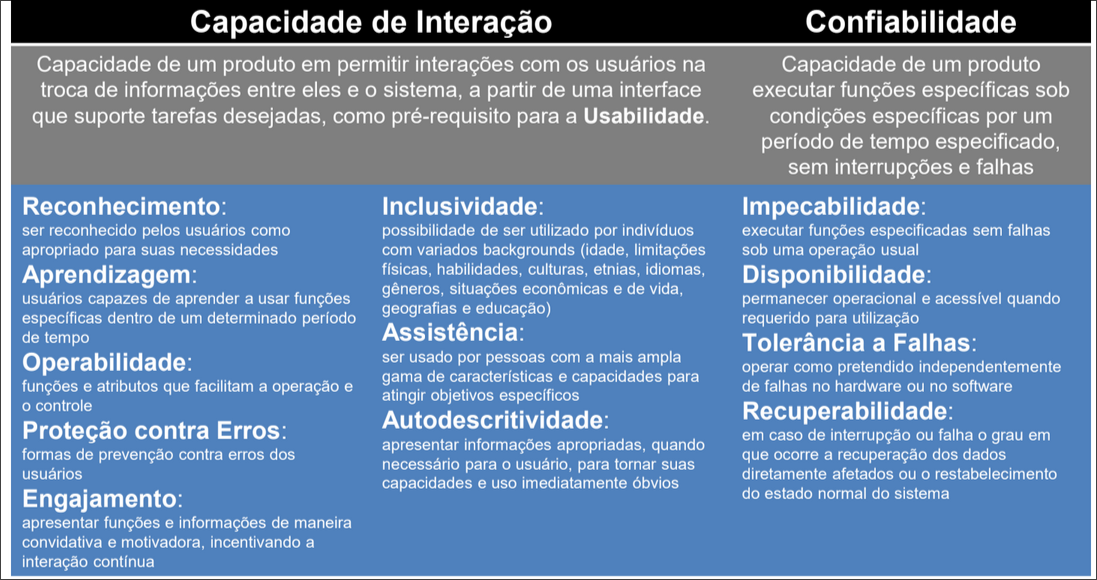 Capacidade de Interação
Capacidade de um produto em permitir interações com os usuários na
troca de informações entre eles e o sistema, a partir de uma interface
que suporte tarefas desejadas, como pré-requisito para a Usabilidade.
Reconhecimento:
ser reconhecido pelos usuários como
apropriado para suas necessidades
Aprendizagem:
usuários capazes de aprender a usar funções
específicas dentro de um determinado período
de tempo
Operabilidade:
funções e atributos que facilitam a operação e
o controle
Proteção contra Erros:
formas de prevenção contra erros dos
usuários
Engajamento:
apresentar funções e informações de maneira
convidativa e motivadora, incentivando a
interação contínua
Inclusividade:
possibilidade de ser utilizado por indivíduos
com variados backgrounds (idade, limitações
físicas, habilidades, culturas, etnias, idiomas,
gêneros, situações econômicas e de vida,
geografias e educação)
Assistência:
ser usado por pessoas com a mais ampla
gama de características e capacidades para
atingir objetivos específicos
Autodescritividade:
apresentar informações apropriadas, quando
necessário para o usuário, para tornar suas
capacidades e uso imediatamente óbvios
Confiabilidade
Capacidade de um produto
executar funções específicas sob
condições específicas por um
período de tempo especificado,
sem interrupções e falhas
Impecabilidade:
executar funções especificadas sem falhas
sob uma operação usual
Disponibilidade:
permanecer operacional e acessível quando
requerido para utilização
Tolerância a Falhas:
operar como pretendido independentemente
de falhas no hardware ou no software
Recuperabilidade:
em caso de interrupção ou falha o grau em
que ocorre a recuperação dos dados
diretamente afetados ou o restabelecimento
do estado normal do sistema